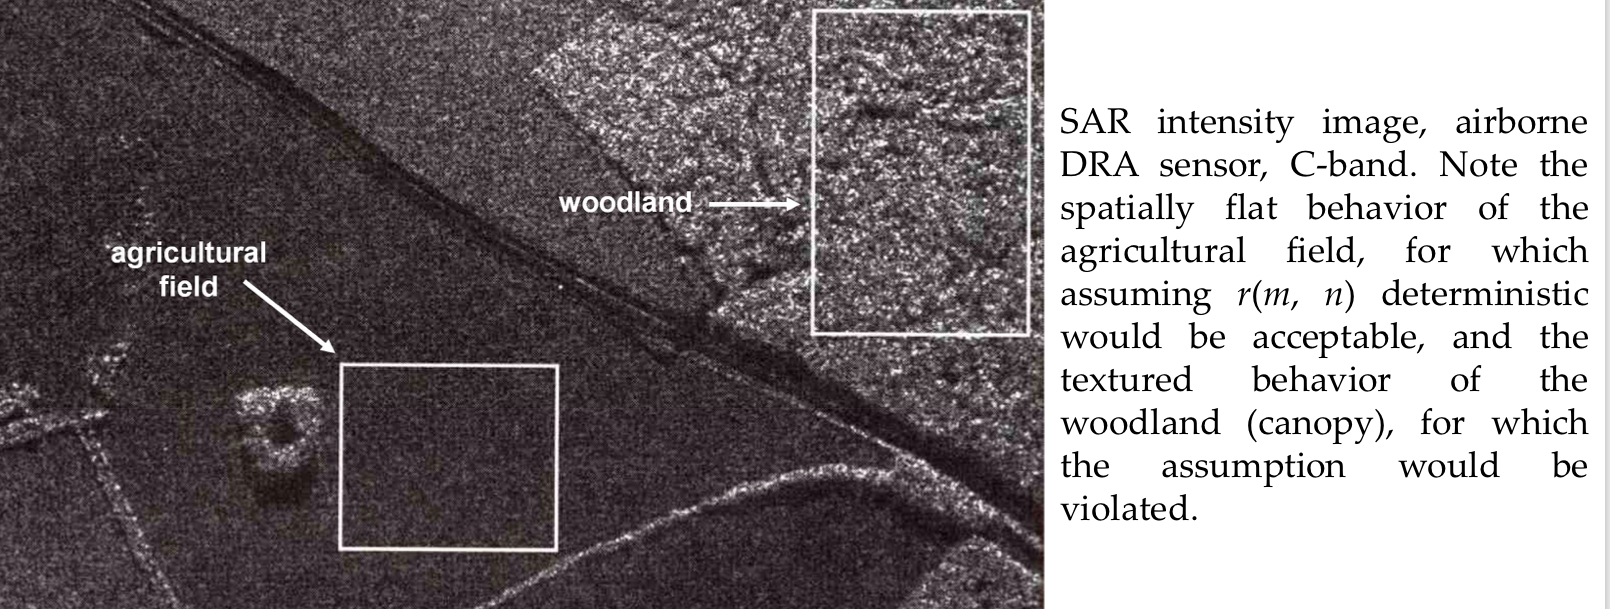 woodland
agricultural
field
SAR intensity image, airborne
DRA sensor, C-band. Note the
spatially flat behavior of the
agricultural field, for which
assuming r(m, n) deterministic
would be acceptable, and the
textured behavior of the
woodland (canopy), for which
the assumption would be
violated.